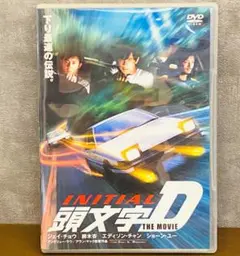 DVD
下り最速の伝説。
INITIAL
頭文字D
THE MOVIE
ジェイ・チョウ 鈴木杏 エディソン・チャン ショーン・ユー